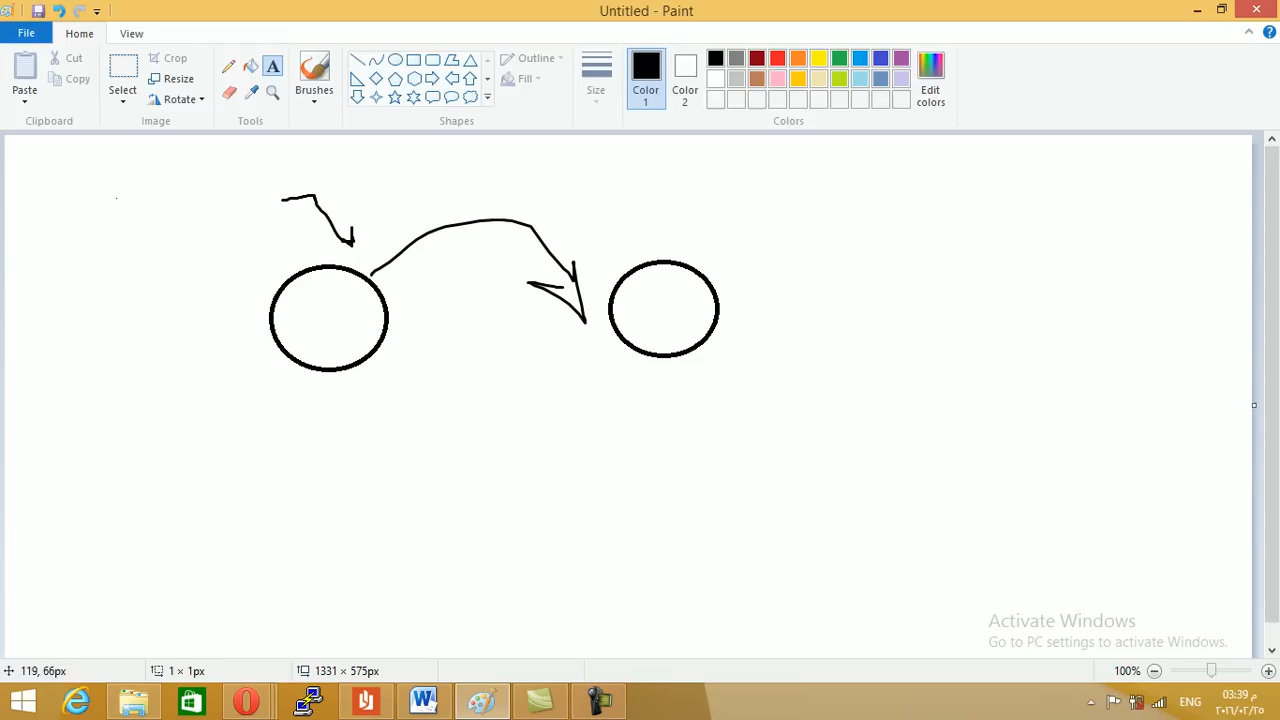 Untitled - Paint
File
Home
View
Paste
Cut
Copy
Clipboard
Select
Crop
Resize
Rotate
Image
A
Tools
Brushes
Outline
Fill
Shapes
Size
Color 1
Color 2
Edit colors
Colors
Activate Windows
Go to PC settings to activate Windows.
119, 66px
1 × 1px
1331 × 575px
100%
ENG
03:39 م